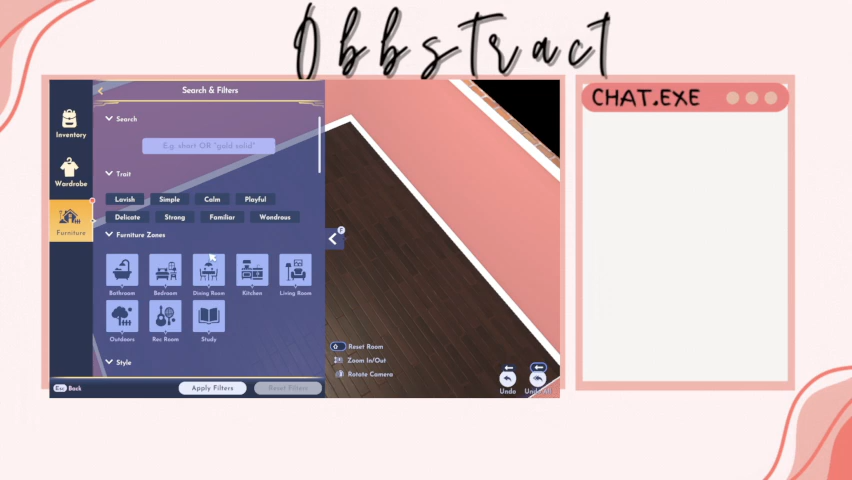 Obbstract
CHAT.EXE
Search & Filters
Inventory
Wardrobe
Furniture
Search
E.g. short OR "gold solid"
Trait
Lavish Simple Calm Playful
Delicate Strong Familiar Wondrous
Furniture Zones
Bathroom Bedroom Dining Room Kitchen Living Room
Outdoors Rec Room Study
Style
Esc Back
Apply Filters
Reset Filters
F
Reset Room
Zoom In/Out
Rotate Camera
Undo
Undo All